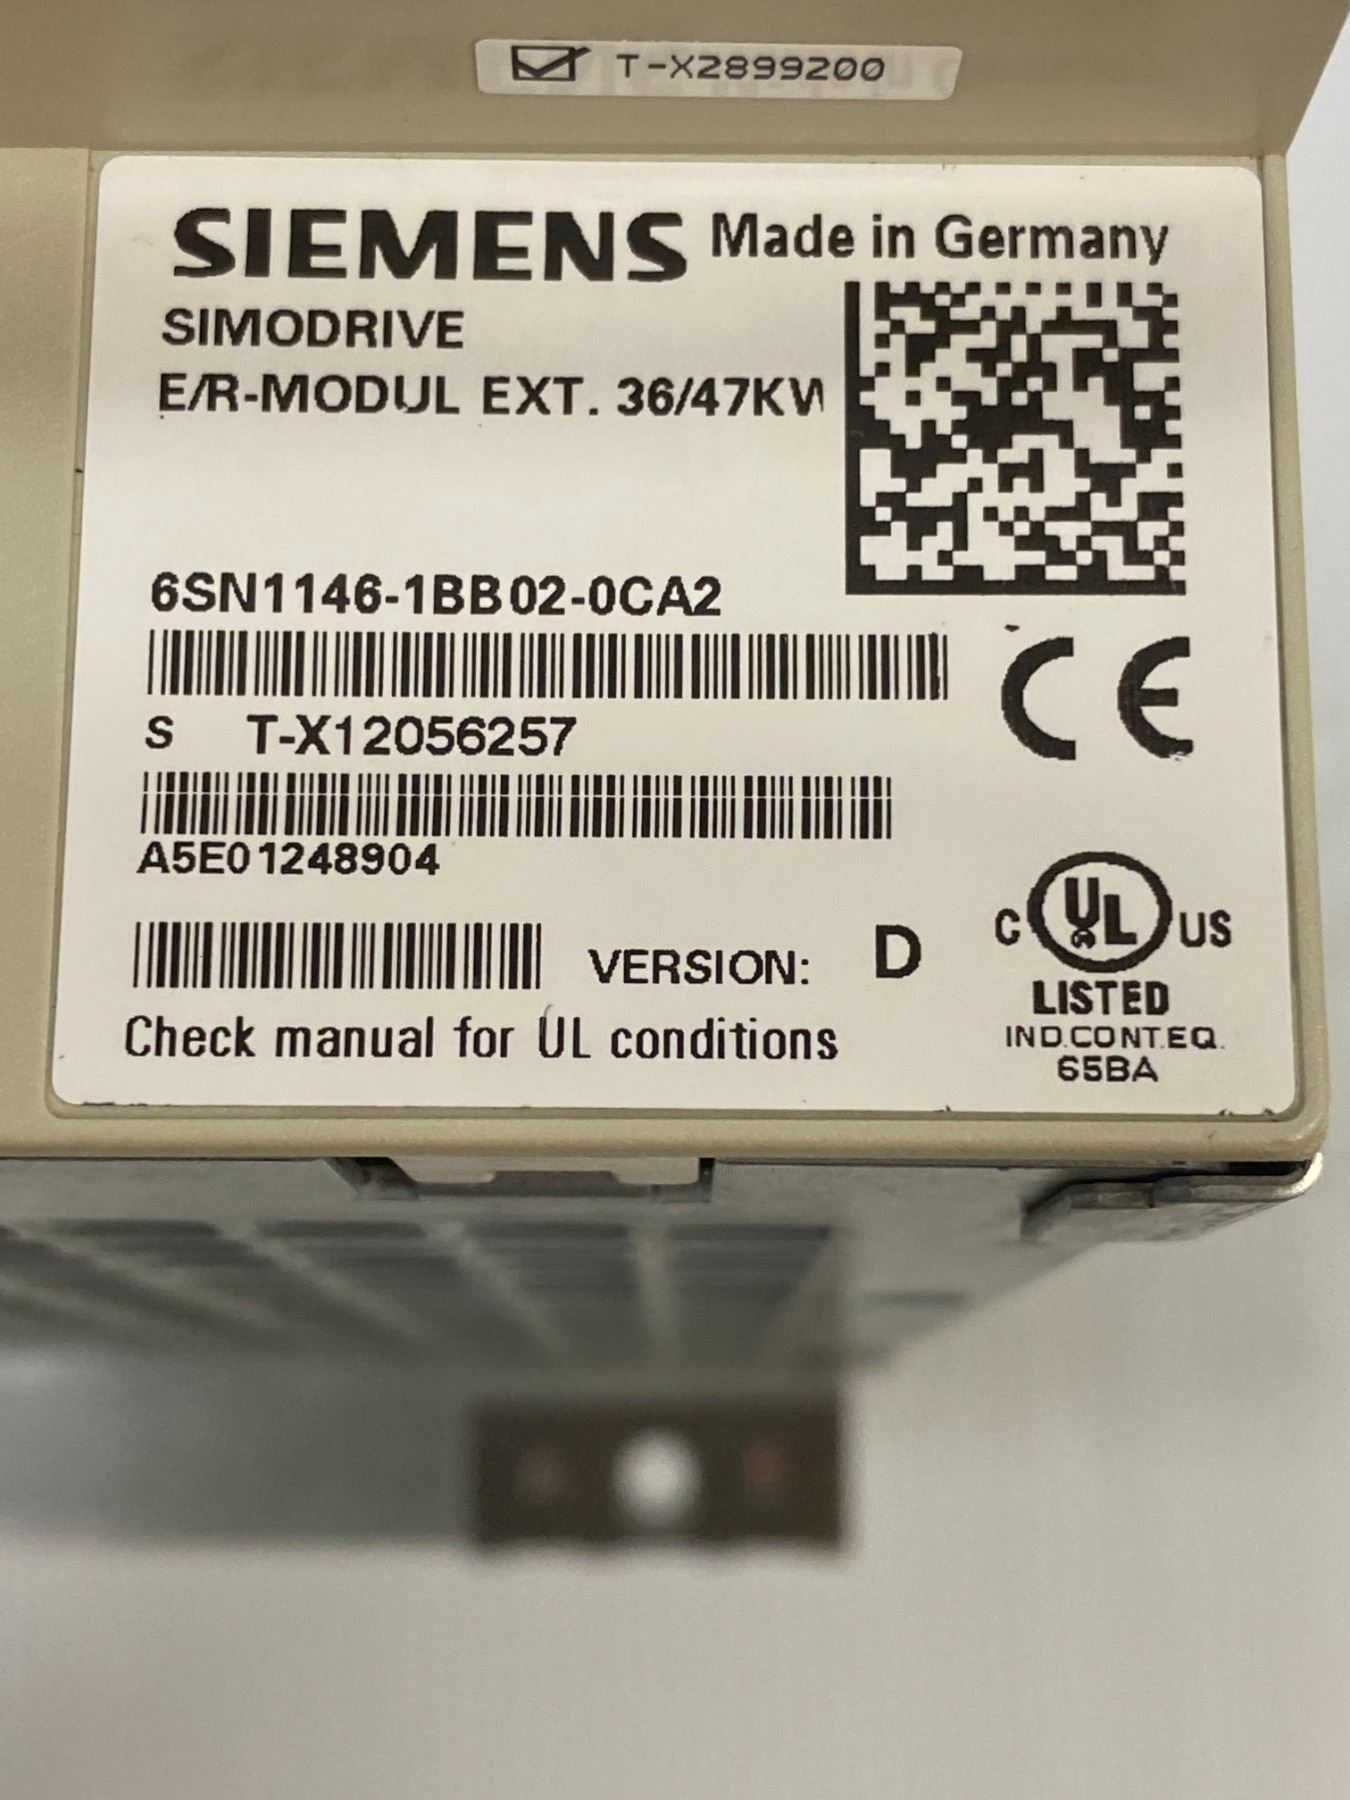 T-X2899200
SIEMENS Made in Germany
SIMODRIVE
E/R-MODUL EXT. 36/47KW
6SN1146-1BB02-0CA2
S T-X12056257
A5E01248904
VERSION: D
Check manual for UL conditions
CE
C UL US
LISTED
IND.CONT.EQ.
65BA